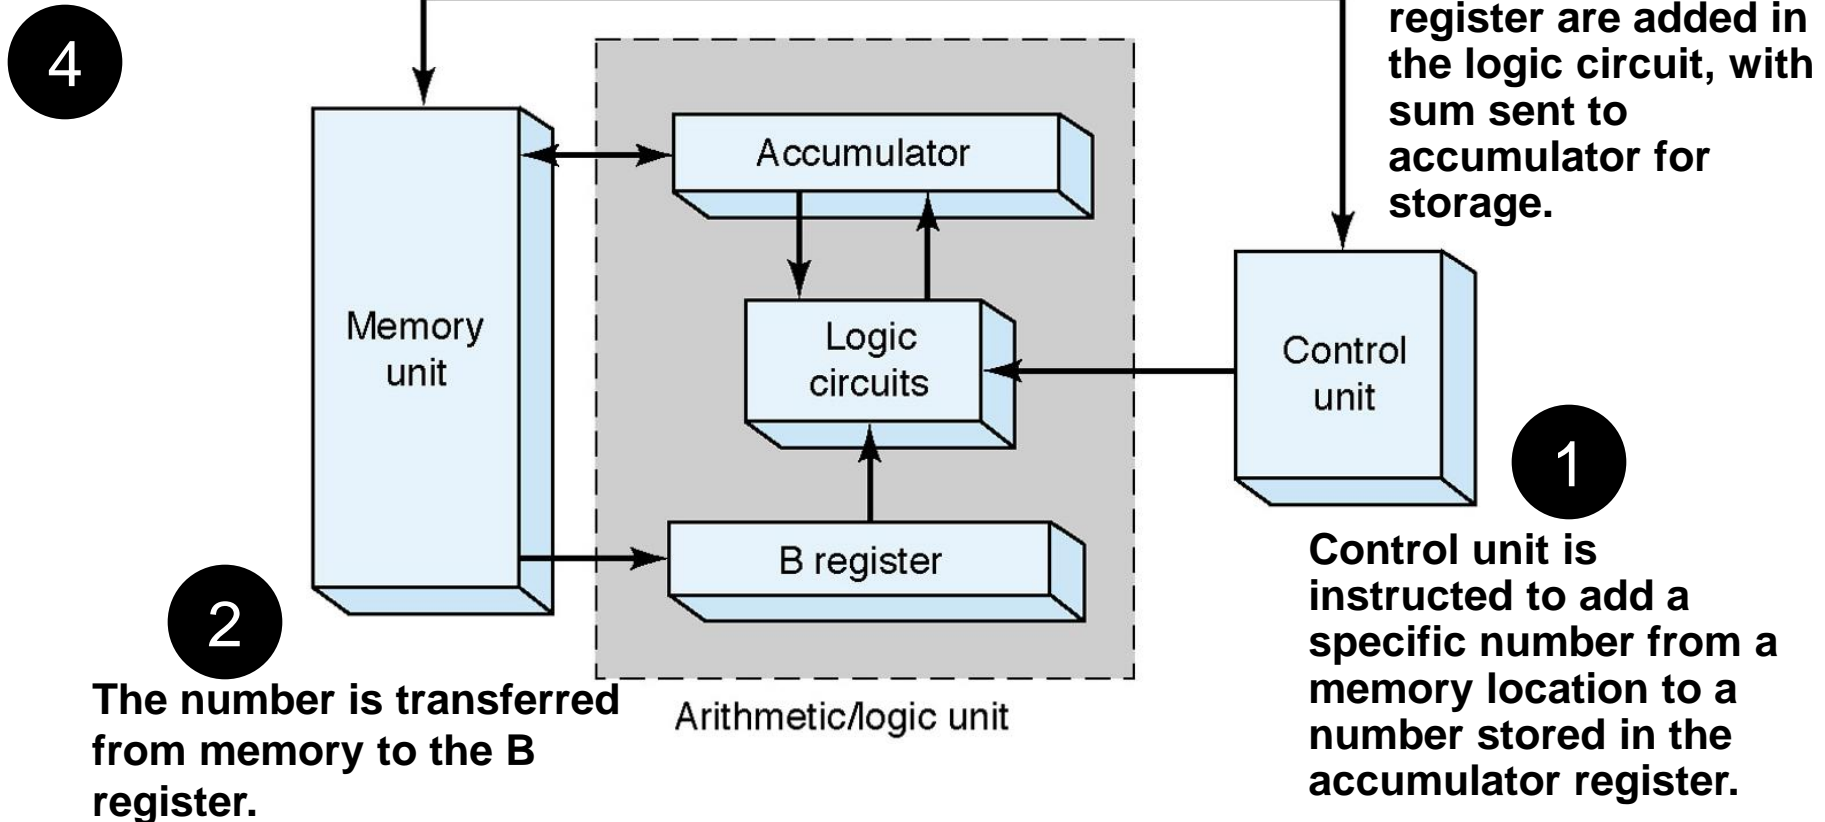 4
register are added in
the logic circuit, with
sum sent to
accumulator for
storage.
Accumulator
Memory
unit
Logic
circuits
Control
unit
B register
Arithmetic/logic unit
1
Control unit is
instructed to add a
specific number from a
memory location to a
number stored in the
accumulator register.
2
The number is transferred
from memory to the B
register.